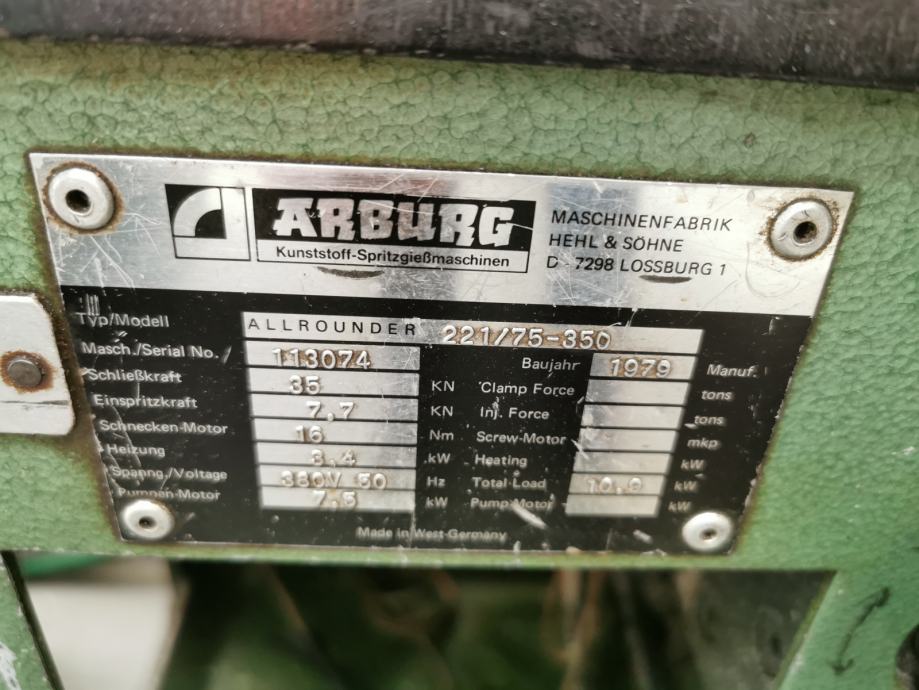 ARBURG
Kunststoff-Spritzgießmaschinen
MASCHINENFABRIK
HEHL & SÖHNE
D-7298 LOSSBURG 1
Typ/Modell ALLROUNDER 221/75-350
Masch./Serial No. 113074 Baujahr 1979 Manuf.
Schließkraft 35 KN Clamp Force tons
Einspritzkraft 7,7 KN Inj. Force tons
Schnecken-Motor 16 Nm Screw-Motor mkp
Heizung 3,4 kW Heating kW
Spanng./Voltage 380V 50 Hz Total Load 10,9 kW
Pumpen-Motor 7,5 kW Pump Motor kW
Made in West-Germany